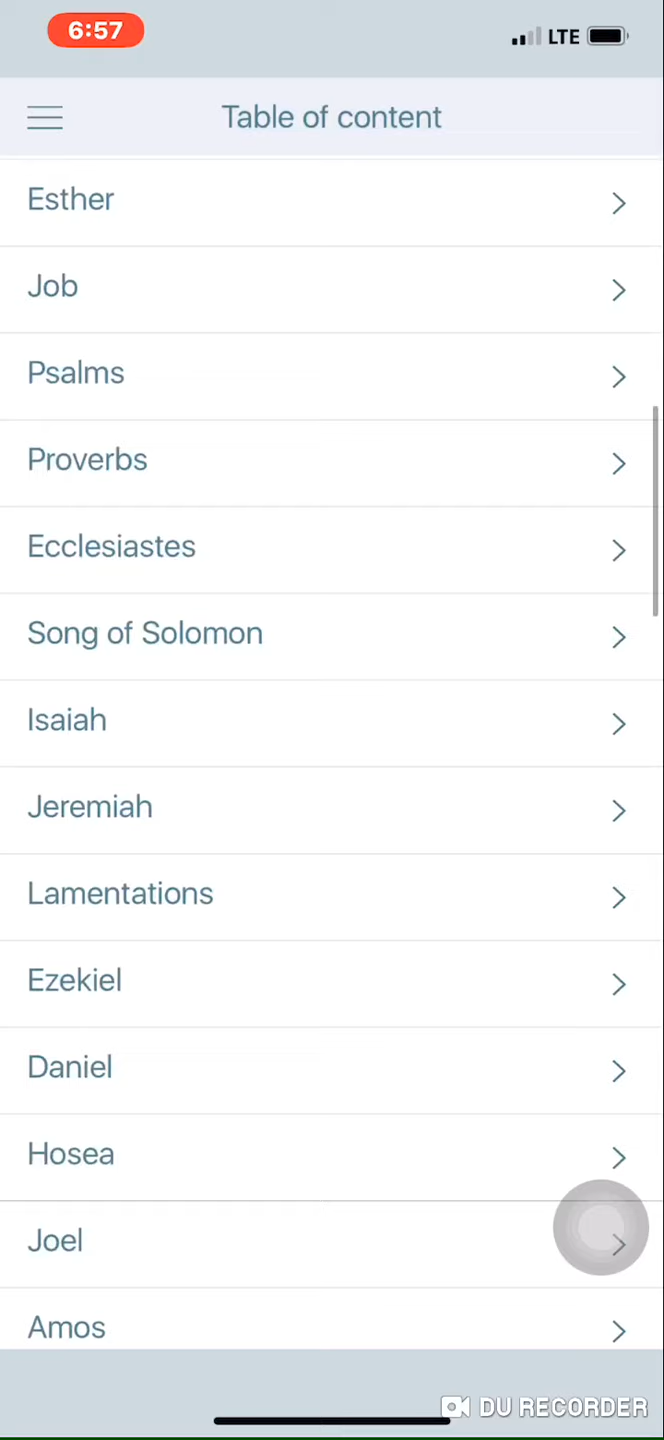 6:57
LTE
Table of content
Esther
Job
Psalms
Proverbs
Ecclesiastes
Song of Solomon
Isaiah
Jeremiah
Lamentations
Ezekiel
Daniel
Hosea
Joel
Amos
DU RECORDER